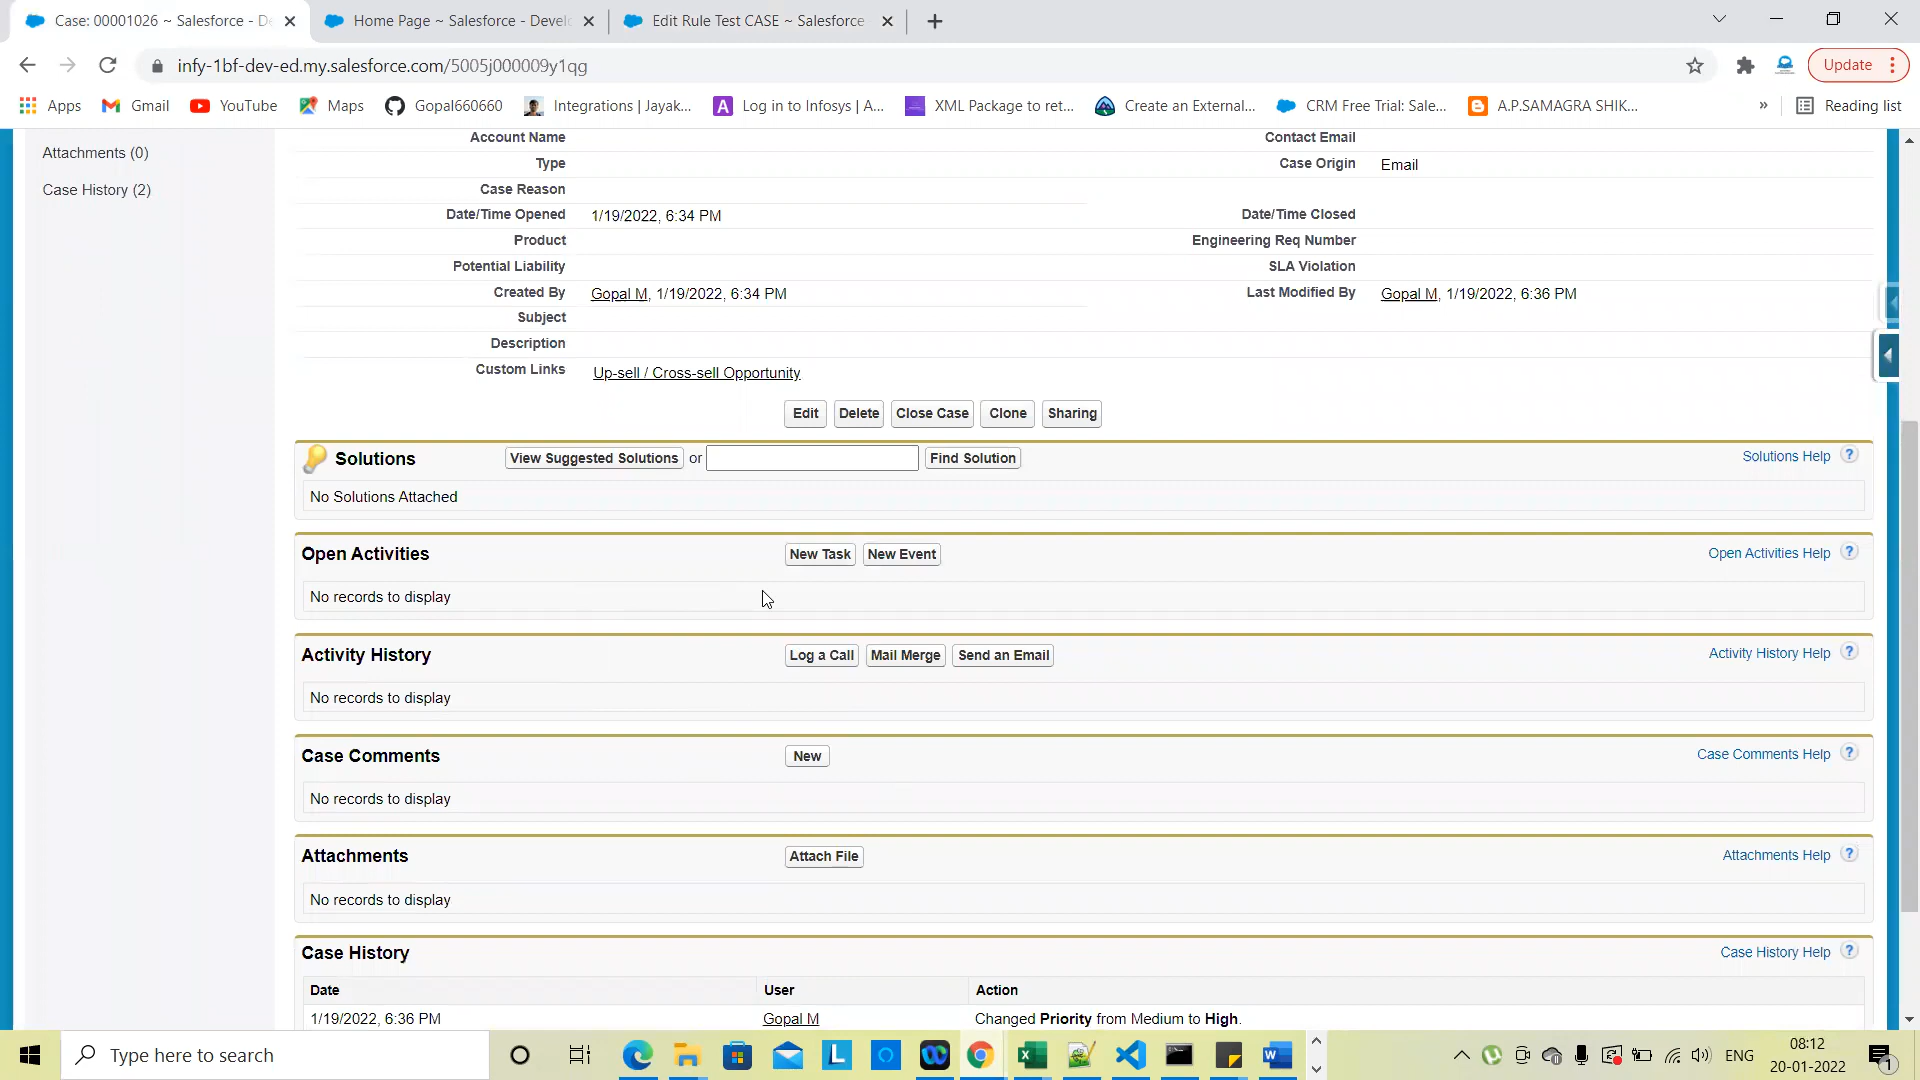 Case: 00001026 ~ Salesforce - De
Home Page ~ Salesforce - Develo
Edit Rule Test CASE ~ Salesforce
infy-1bf-dev-ed.my.salesforce.com/5005j000009y1qg
Update
Apps
Gmail
YouTube
Maps
Gopal660660
Integrations | Jayak...
Log in to Infosys | A...
XML Package to ret...
Create an External...
CRM Free Trial: Sale...
A.P.SAMAGRA SHIK...
»
Reading list
Attachments (0)
Case History (2)
Account Name
Contact Email
Type
Case Origin Email
Case Reason
Date/Time Opened 1/19/2022, 6:34 PM
Date/Time Closed
Product
Engineering Req Number
Potential Liability
SLA Violation
Created By Gopal M, 1/19/2022, 6:34 PM
Last Modified By Gopal M, 1/19/2022, 6:36 PM
Subject
Description
Custom Links Up-sell / Cross-sell Opportunity
Edit Delete Close Case Clone Sharing
Solutions View Suggested Solutions or Find Solution Solutions Help ?
No Solutions Attached
Open Activities New Task New Event Open Activities Help ?
No records to display
Activity History Log a Call Mail Merge Send an Email Activity History Help ?
No records to display
Case Comments New Case Comments Help ?
No records to display
Attachments Attach File Attachments Help ?
No records to display
Case History Case History Help ?
Date User Action
1/19/2022, 6:36 PM Gopal M Changed Priority from Medium to High.
Type here to search
ENG
08:12
20-01-2022
1